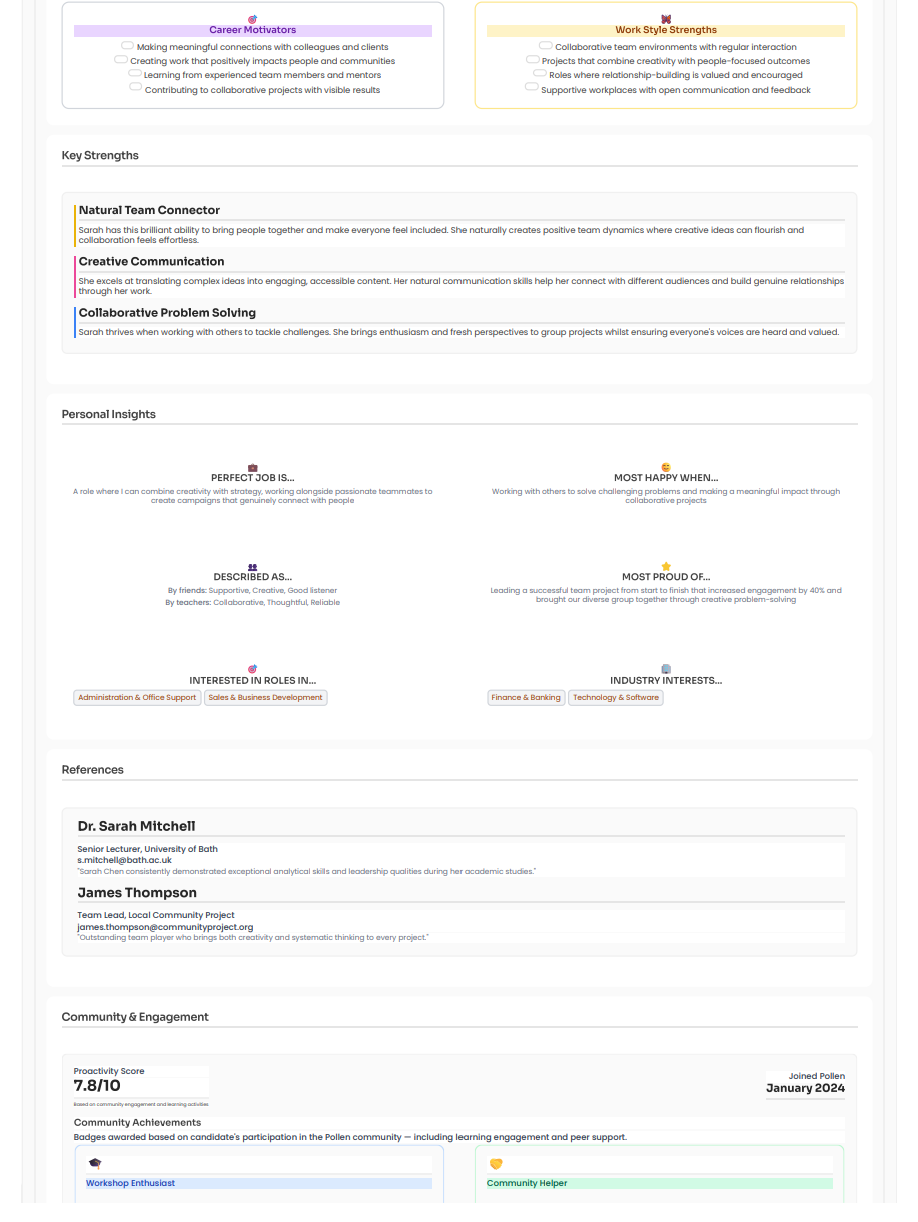 Career Motivators
Making meaningful connections with colleagues and clients
Creating work that positively impacts people and communities
Learning from experienced team members and mentors
Contributing to collaborative projects with visible results
Work Style Strengths
Collaborative team environments with regular interaction
Projects that combine creativity with people-focused outcomes
Roles where relationship-building is valued and encouraged
Supportive workplaces with open communication and feedback
Key Strengths
Natural Team Connector
Sarah has this brilliant ability to bring people together and make everyone feel included. She naturally creates positive team dynamics where creative ideas can flourish and
collaboration feels effortless.
Creative Communication
She excels at translating complex ideas into engaging, accessible content. Her natural communication skills help her connect with different audiences and build genuine relationships
through her work.
Collaborative Problem Solving
Sarah thrives when working with others to tackle challenges. She brings enthusiasm and fresh perspectives to group projects whilst ensuring everyone's voices are heard and valued.
Personal Insights
PERFECT JOB IS...
A role where I can combine creativity with strategy, working alongside passionate teammates to
create campaigns that genuinely connect with people
MOST HAPPY WHEN...
Working with others to solve challenging problems and making a meaningful impact through
collaborative projects
DESCRIBED AS...
By friends: Supportive, Creative, Good listener
By teachers: Collaborative, Thoughtful, Reliable
MOST PROUD OF...
Leading a successful team project from start to finish that increased engagement by 40% and
brought our diverse group together through creative problem-solving
INTERESTED IN ROLES IN...
Administration & Office Support Sales & Business Development
INDUSTRY INTERESTS...
Finance & Banking Technology & Software
References
Dr. Sarah Mitchell
Senior Lecturer, University of Bath
s.mitchell@bath.ac.uk
"Sarah Chen consistently demonstrated exceptional analytical skills and leadership qualities during her academic studies."
James Thompson
Team Lead, Local Community Project
james.thompson@communityproject.org
"Outstanding team player who brings both creativity and systematic thinking to every project."
Community & Engagement
Proactivity Score
7.8/10
Based on community engagement and learning activities
Joined Pollen
January 2024
Community Achievements
Badges awarded based on candidate's participation in the Pollen community — including learning engagement and peer support.
Workshop Enthusiast
Community Helper